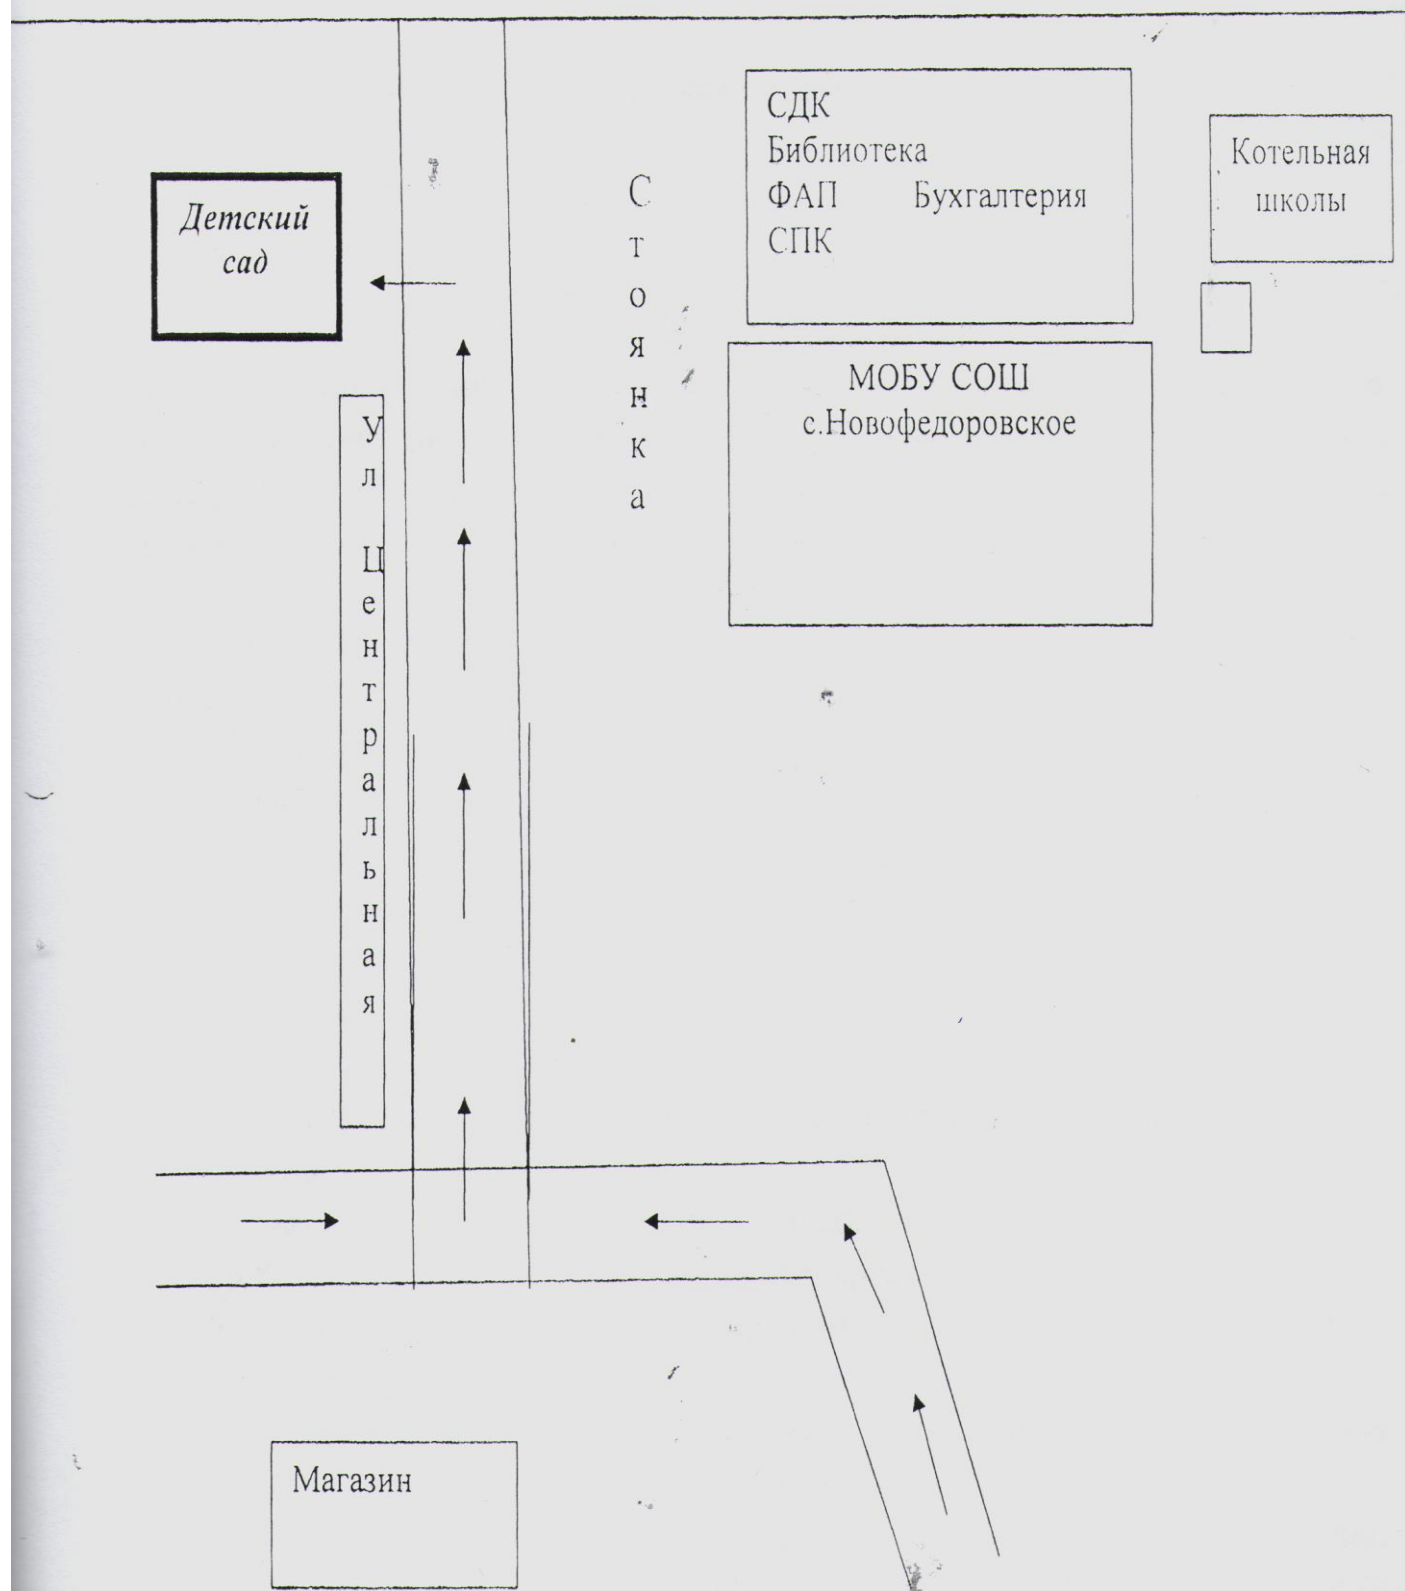 СДК
Библиотека
ФАП Бухгалтерия
СПК
Котельная
школы
Детский
сад
Стоянка
МОБУ СОШ
с.Новофедоровское
Ул Центральная
Магазин